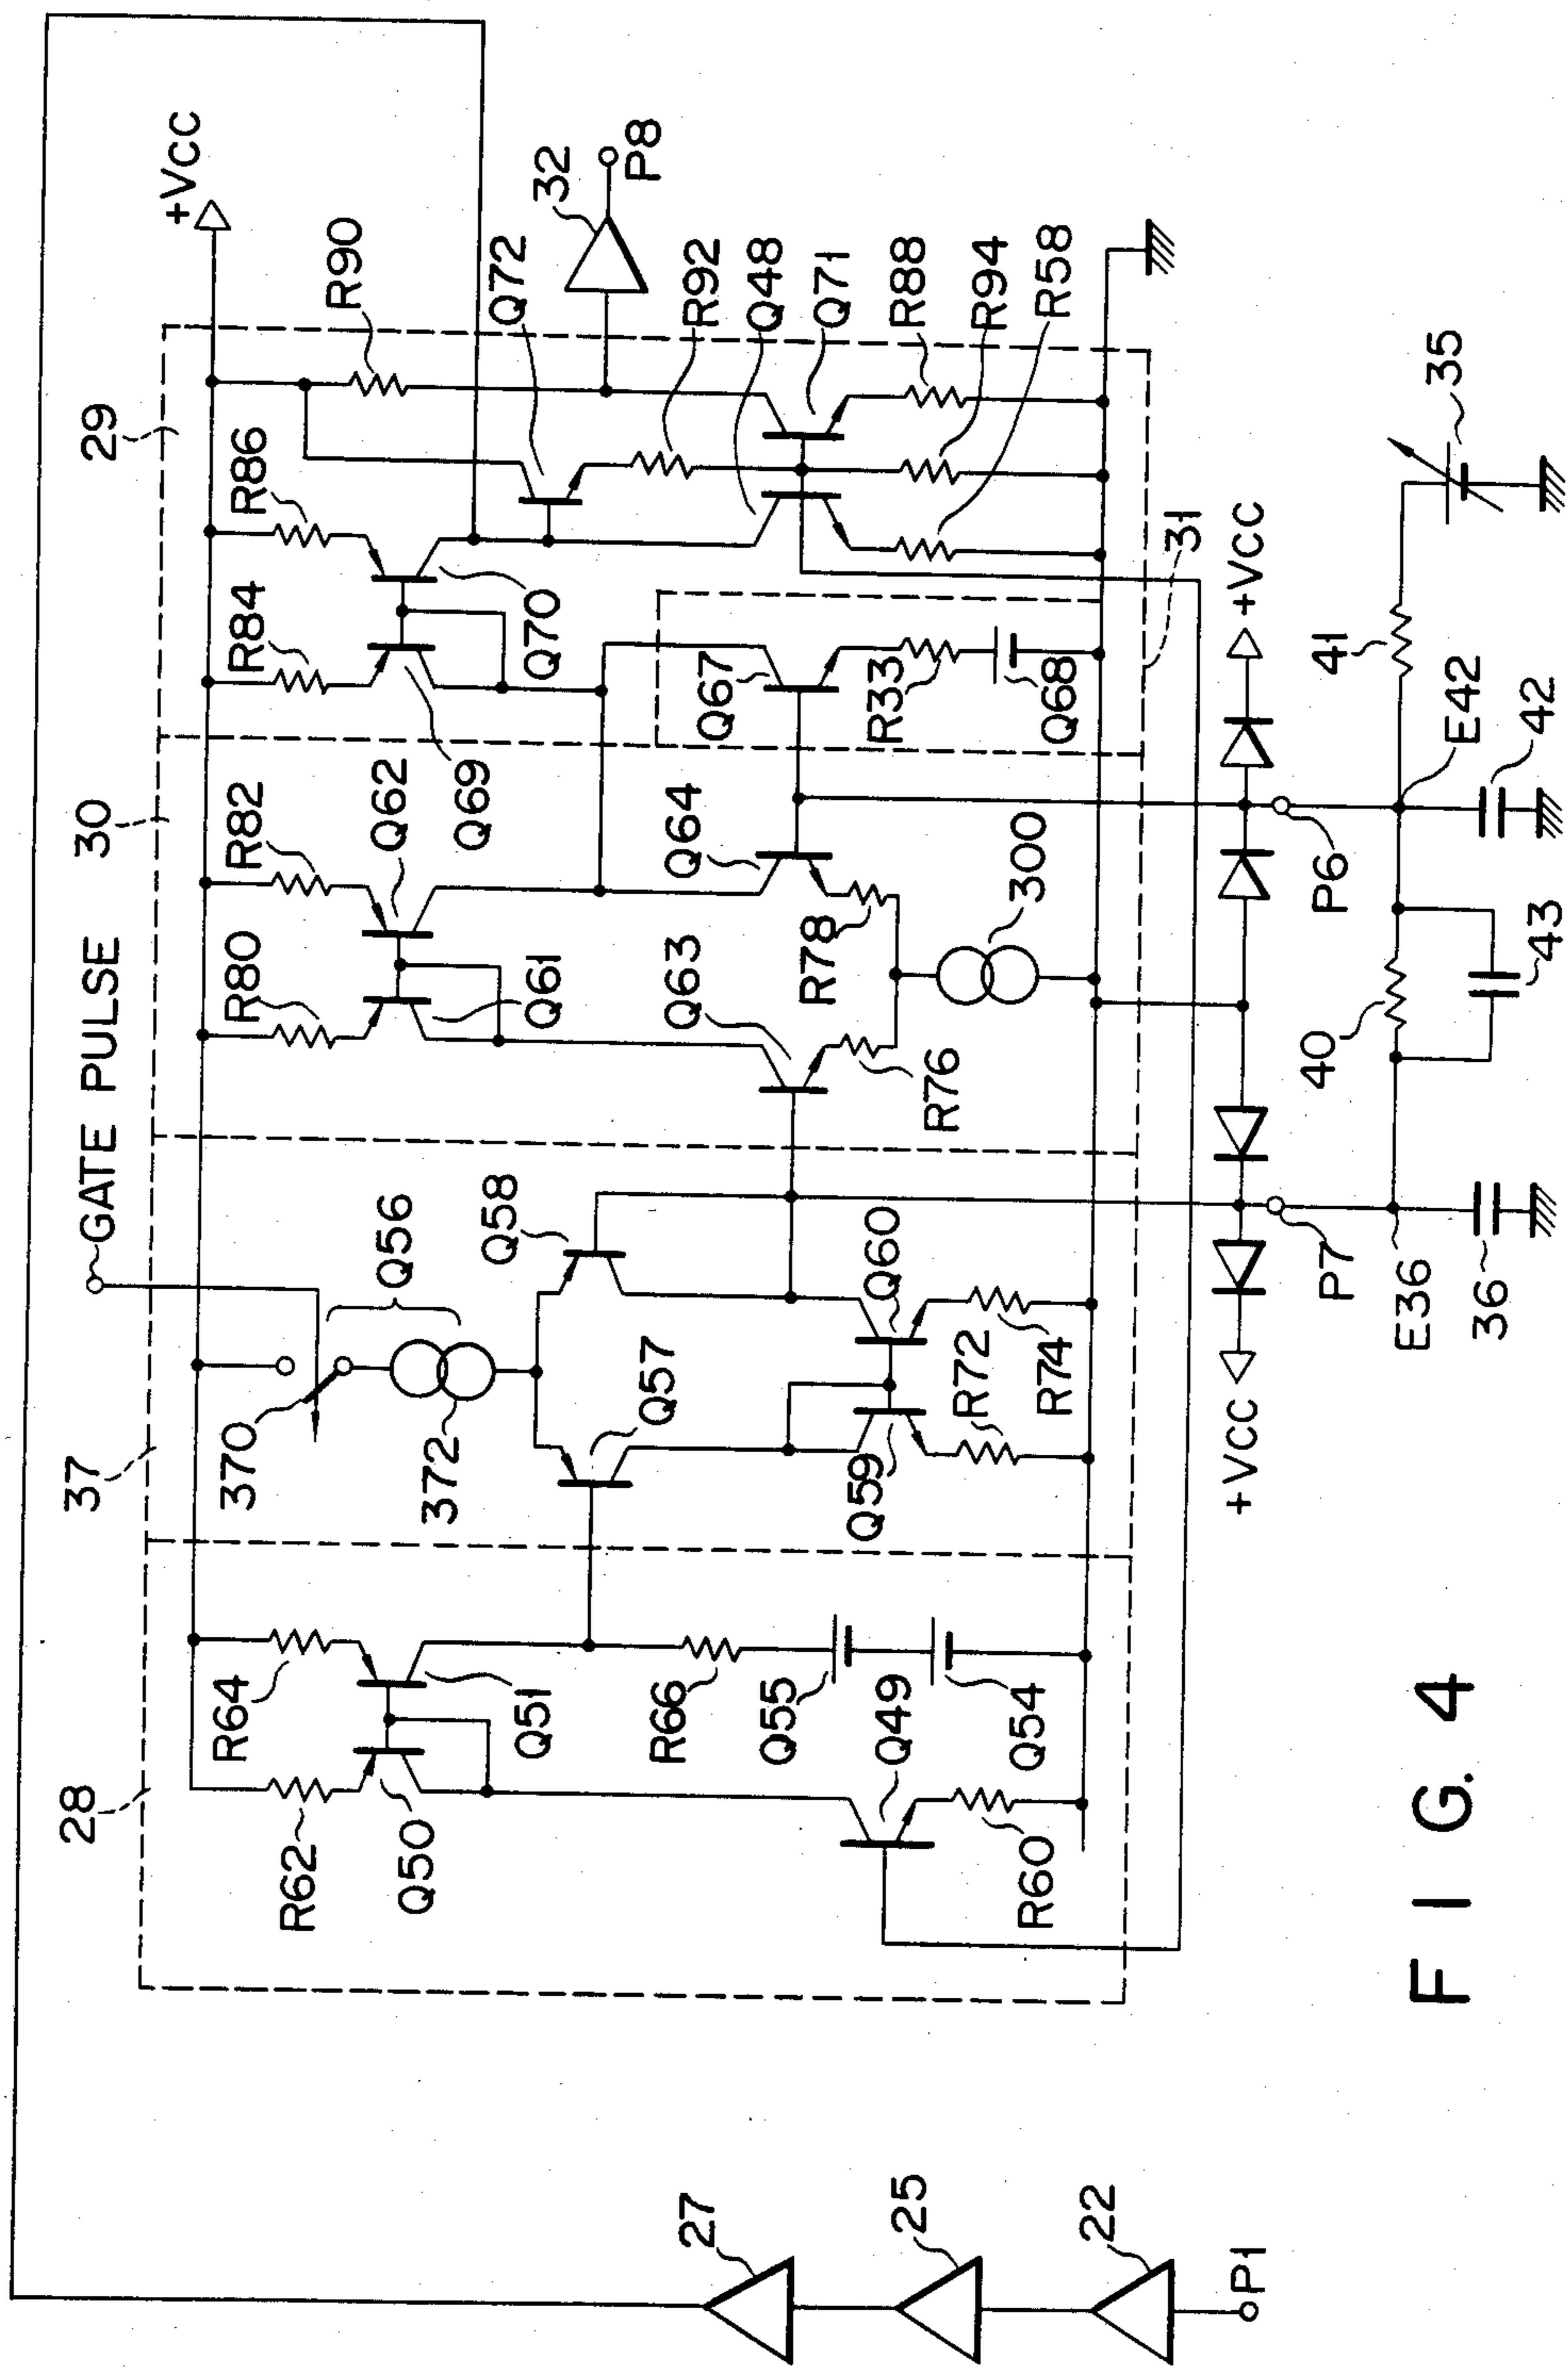 GATE PULSE
+VCC
28
37
30
29
R62
R64
370
Q56
R80
R82
R84
R86
R90
Q50
Q51
372
Q58
Q61
Q62
Q69
Q70
Q72
32
P8
Q57
R66
Q55
Q49
Q54
R60
Q59
Q60
R72
R74
Q63
Q64
R76
R78
300
Q67
R33
Q68
R92
Q48
Q71
R88
R94
R58
31
27
25
22
P1
+VCC
+VCC
P7
P6
E36
36
40
43
E42
42
41
35
FIG. 4